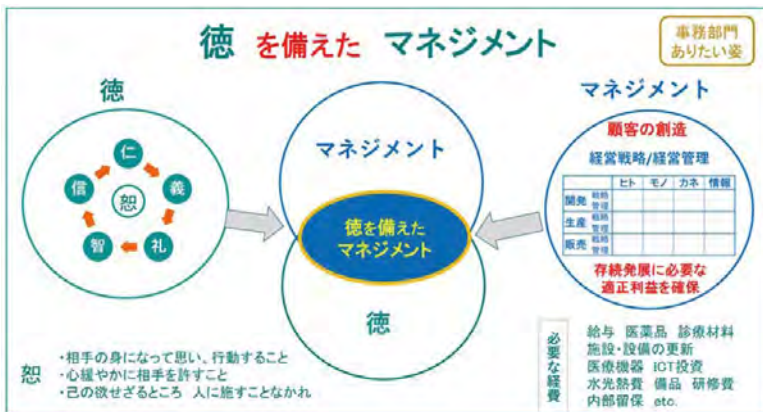 徳 を備えた マネジメント
事務部門
ありたい姿
徳
仁
義
礼
智
信
恕
マネジメント
徳を備えた
マネジメント
徳
マネジメント
顧客の創造
経営戦略/経営管理
ヒト モノ カネ 情報
開発 戦略 管理
生産 戦略 管理
販売 戦略 管理
存続発展に必要な
適正利益を確保
恕
・相手の身になって思い、行動すること
・心緩やかに相手を許すこと
・己の欲せざるところ 人に施すことなかれ
必要な経費
給与 医薬品 診療材料
施設・設備の更新
医療機器 ICT投資
水光熱費 備品 研修費
内部留保 etc.